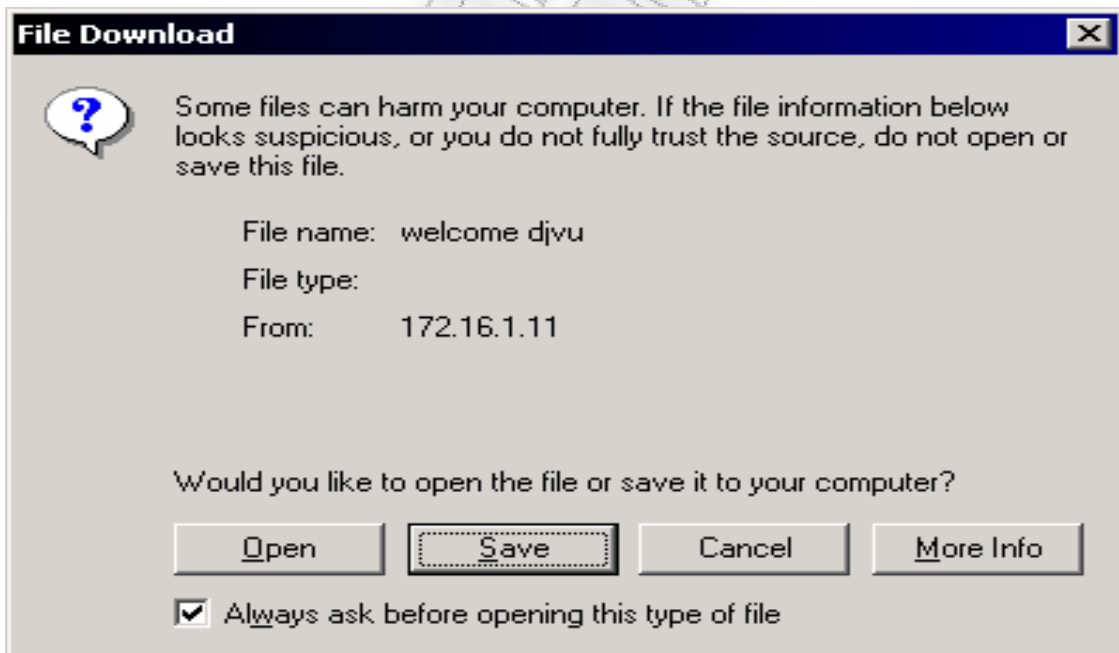 File Download
Some files can harm your computer. If the file information below
looks suspicious, or you do not fully trust the source, do not open or
save this file.
File name: welcome djvu
File type:
From: 172.16.1.11
Would you like to open the file or save it to your computer?
Open Save Cancel More Info
Always ask before opening this type of file